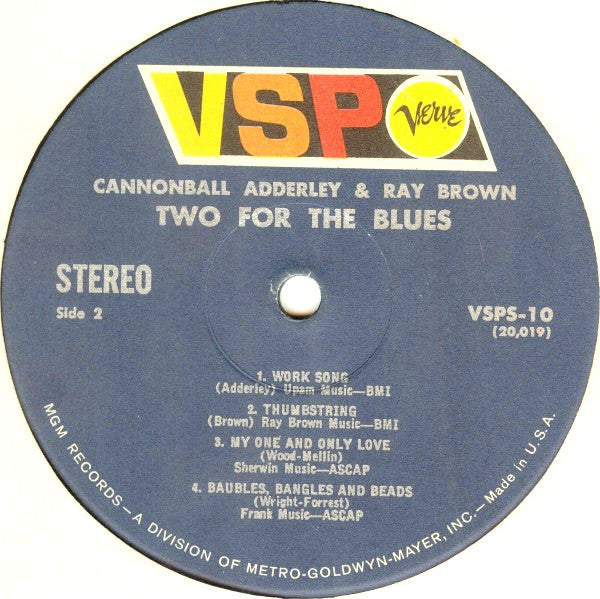 VSP Verve
CANNONBALL ADDERLEY & RAY BROWN
TWO FOR THE BLUES
STEREO
Side 2
VSPS-10
(20,019)
1. WORK SONG
(Adderley) Upam Music—BMI
2. THUMBSTRING
(Brown) Ray Brown Music—BMI
3. MY ONE AND ONLY LOVE
(Wood-Mellin)
Sherwin Music—ASCAP
4. BAUBLES, BANGLES AND BEADS
(Wright-Forrest)
Frank Music—ASCAP
MGM RECORDS—A DIVISION OF METRO-GOLDWYN-MAYER, INC.—Made in U.S.A.